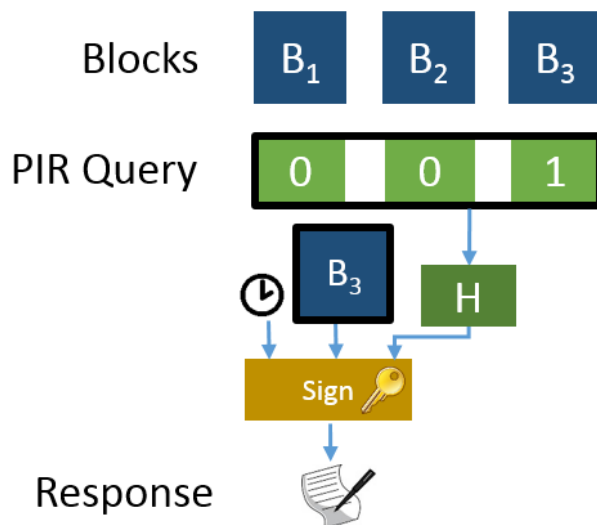 Blocks B₁ B₂ B₃
PIR Query 0 0 1
B₃
H
Sign
Response